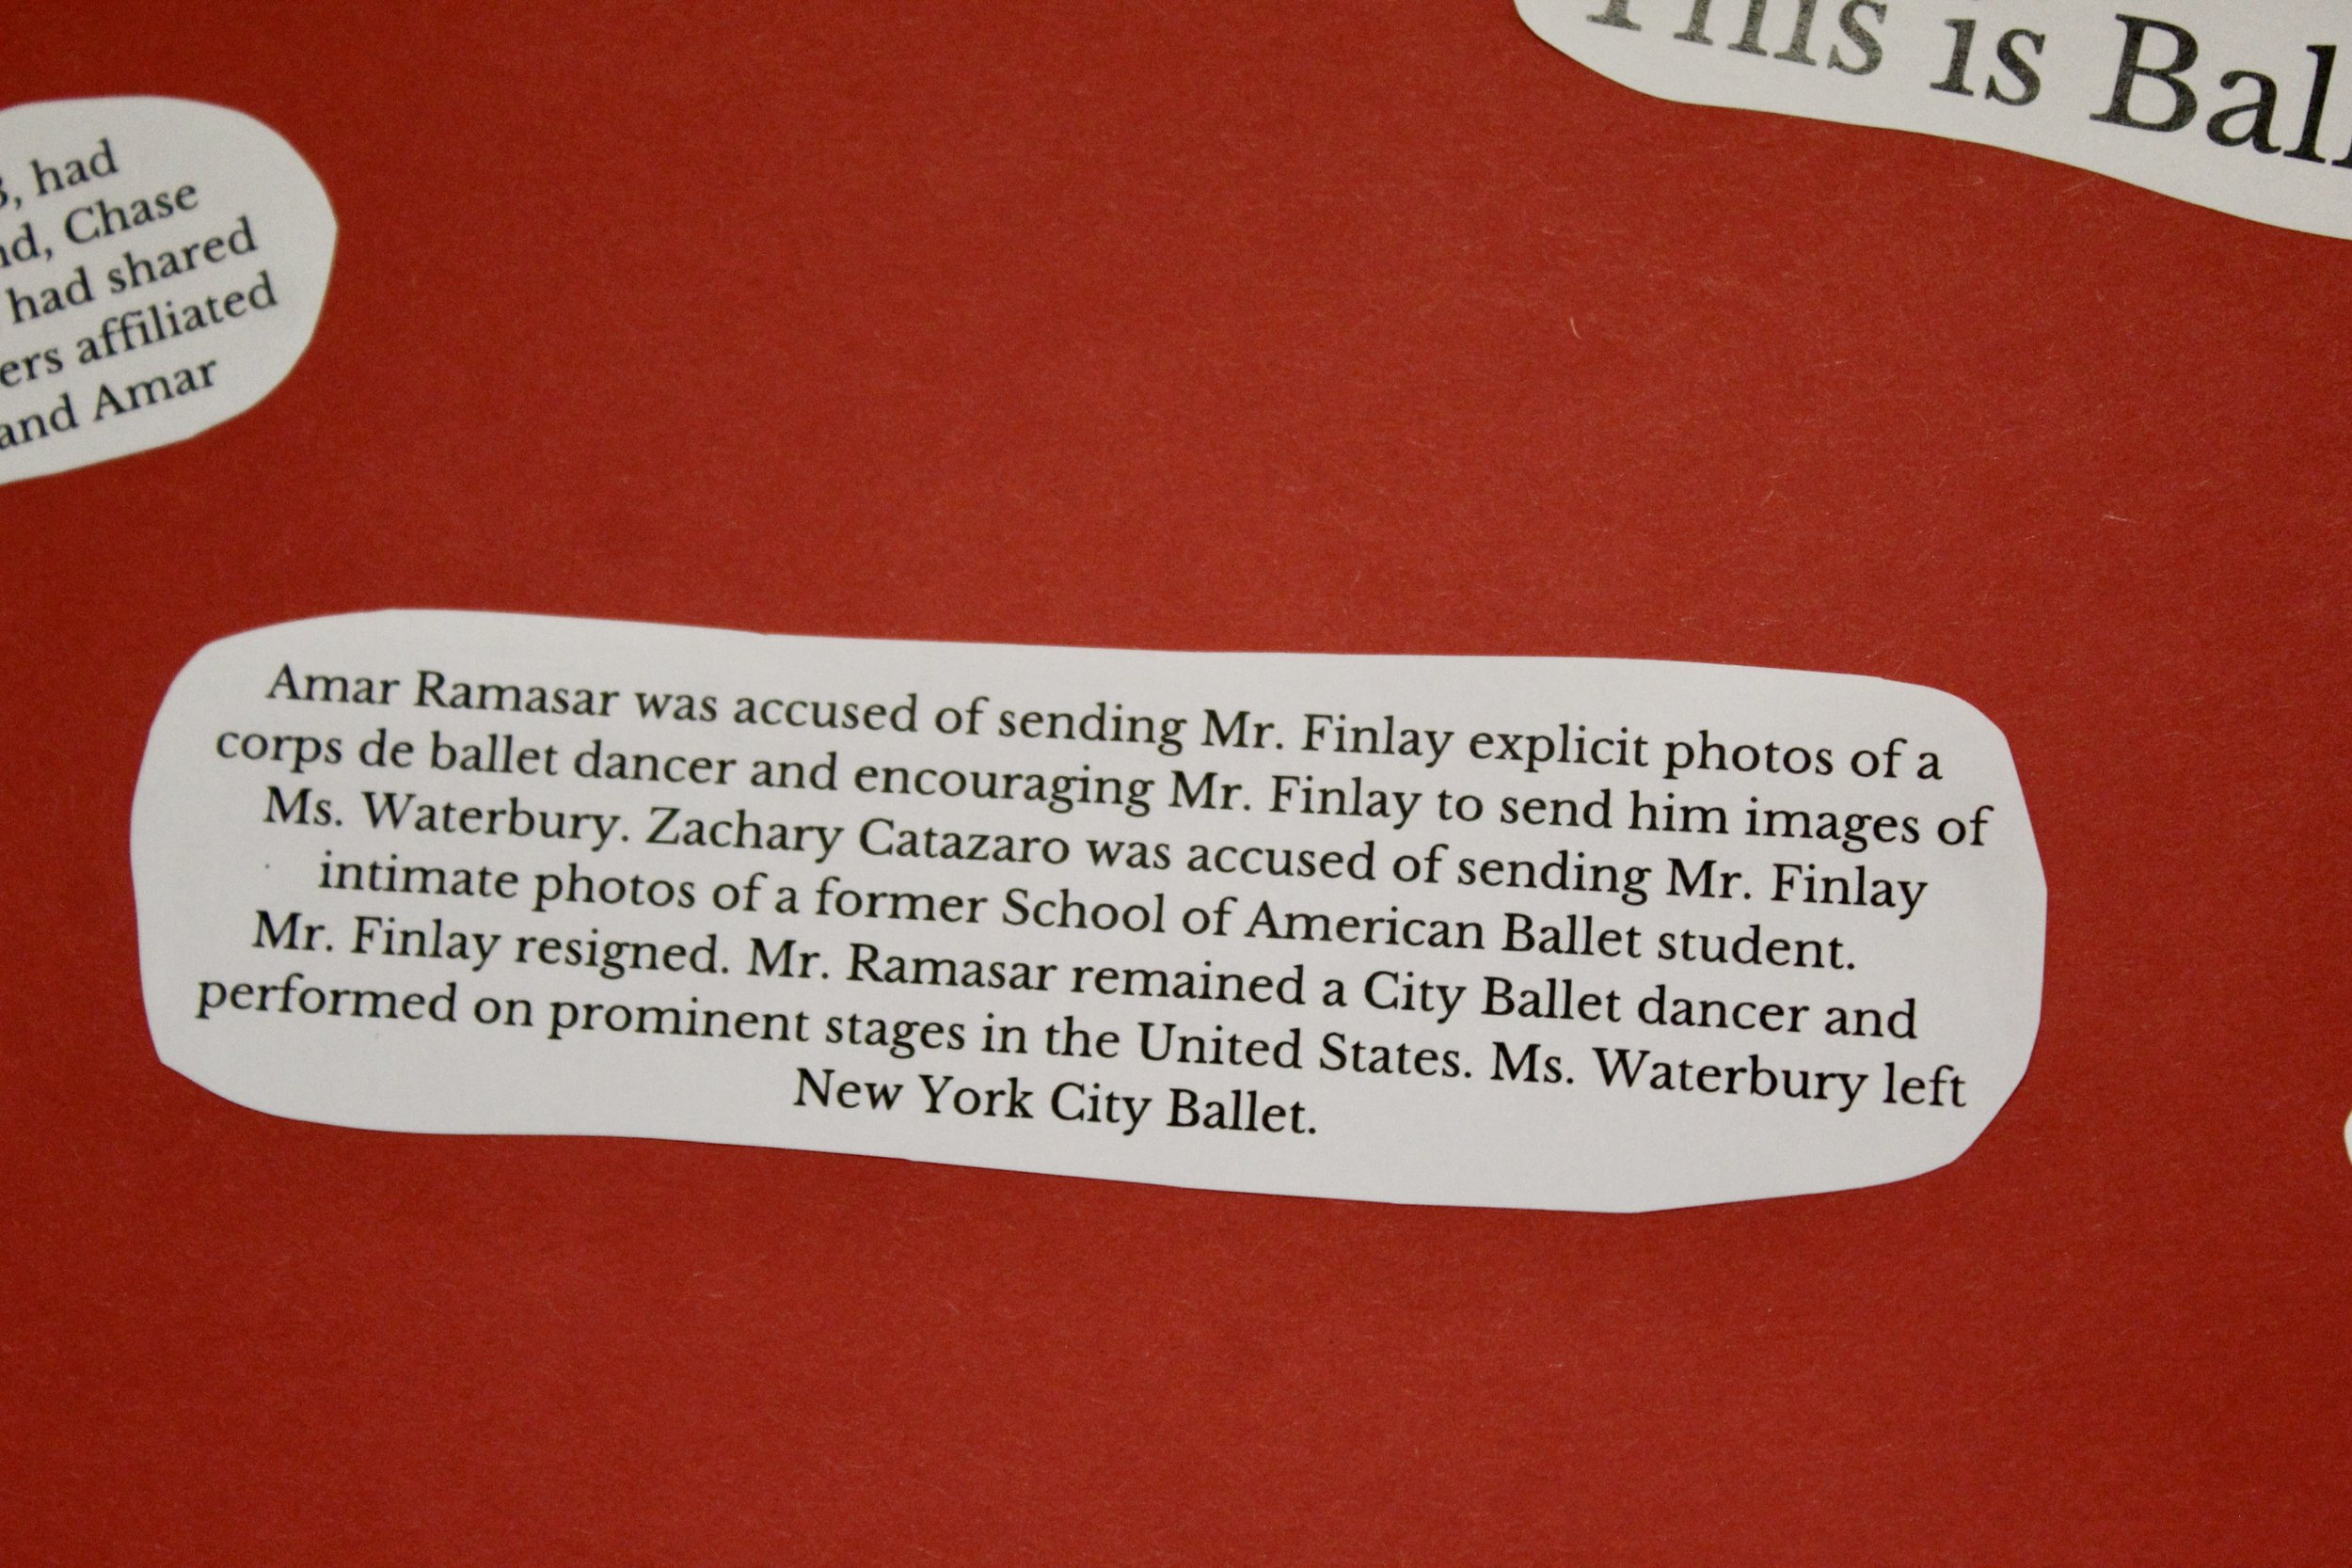 This is
had
Chase
had shared
affiliated
and Amar
Amar Ramasar was accused of sending Mr. Finlay explicit photos of a
corps de ballet dancer and encouraging Mr. Finlay to send him images of
Ms. Waterbury. Zachary Catazaro was accused of sending Mr. Finlay
intimate photos of a former School of American Ballet student.
Mr. Finlay resigned. Mr. Ramasar remained a City Ballet dancer and
performed on prominent stages in the United States. Ms. Waterbury left
New York City Ballet.